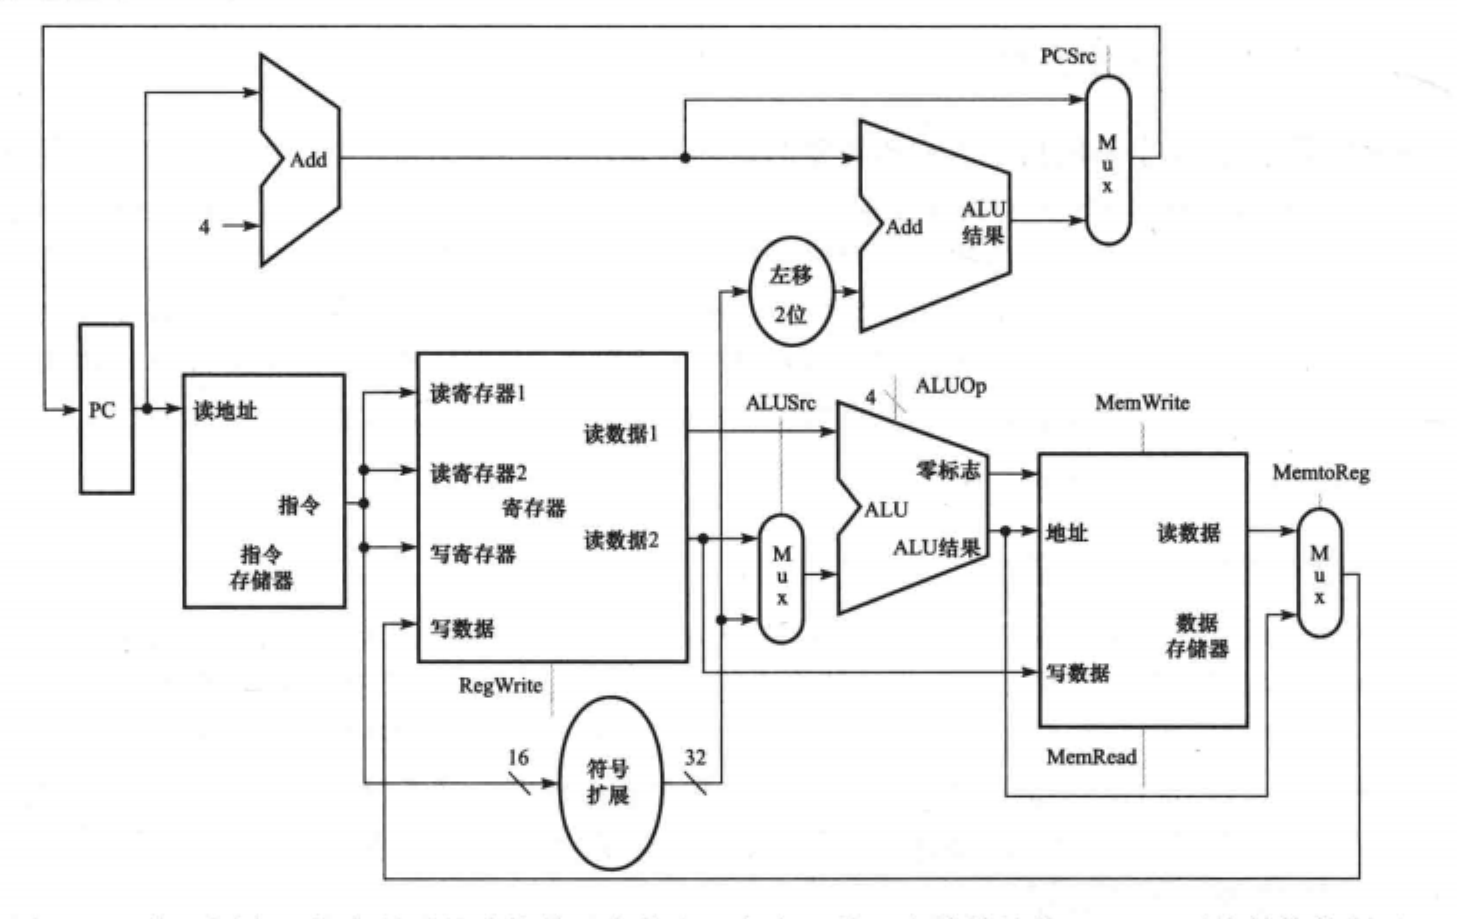 PCSrc
Add
4
Mux
Add
ALU
结果
左移
2位
PC
读地址
指令
指令
存储器
读寄存器1
读寄存器2
写寄存器
写数据
读数据1
寄存器
读数据2
RegWrite
16
符号
扩展
32
ALUSrc
Mux
4
ALUOp
零标志
ALU
ALU结果
MemWrite
地址
读数据
数据
存储器
写数据
MemRead
MemtoReg
Mux